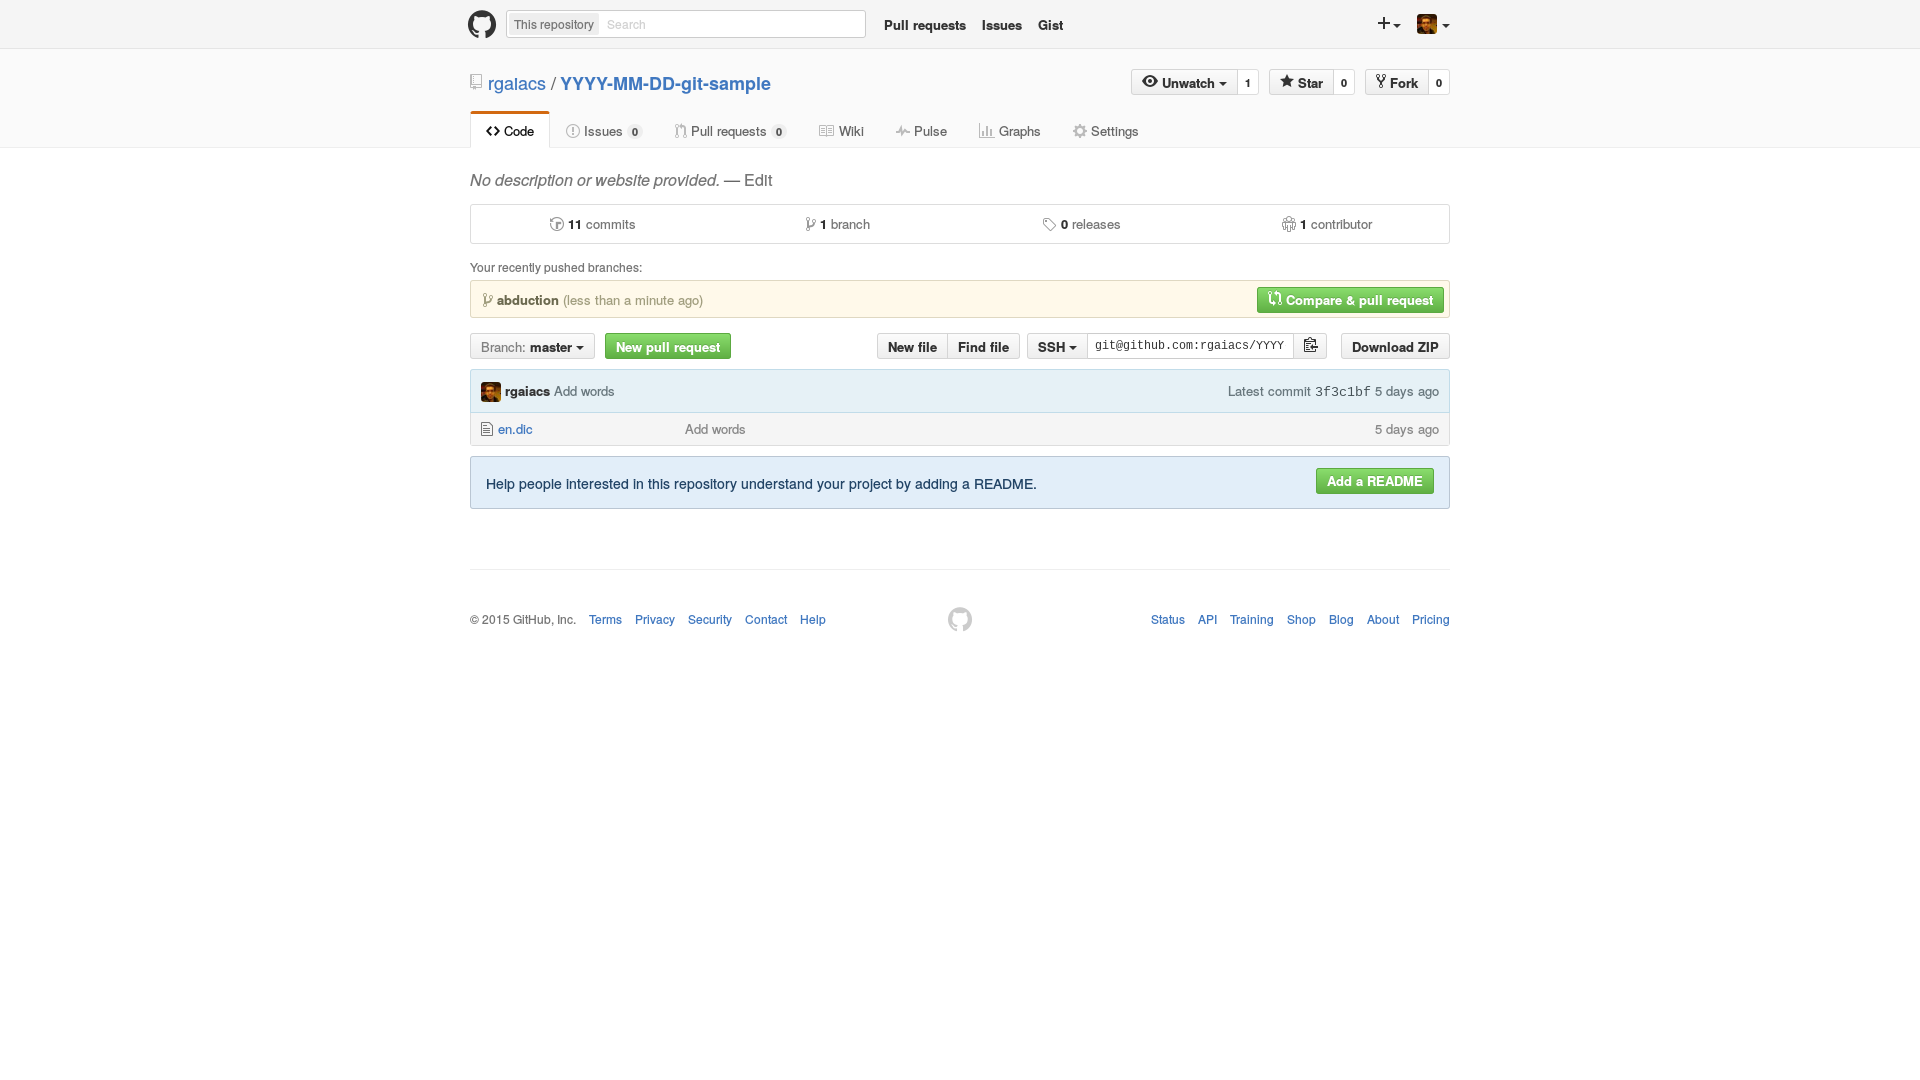 This repository Search Pull requests Issues Gist
rgaiacs / YYYY-MM-DD-git-sample Unwatch 1 Star 0 Fork 0
Code Issues 0 Pull requests 0 Wiki Pulse Graphs Settings
No description or website provided. — Edit
11 commits 1 branch 0 releases 1 contributor
Your recently pushed branches:
abduction (less than a minute ago) Compare & pull request
Branch: master New pull request New file Find file SSH git@github.com:rgaiacs/YYYY Download ZIP
rgaiacs Add words Latest commit 3f3c1bf 5 days ago
en.dic Add words 5 days ago
Help people interested in this repository understand your project by adding a README. Add a README
© 2015 GitHub, Inc. Terms Privacy Security Contact Help Status API Training Shop Blog About Pricing